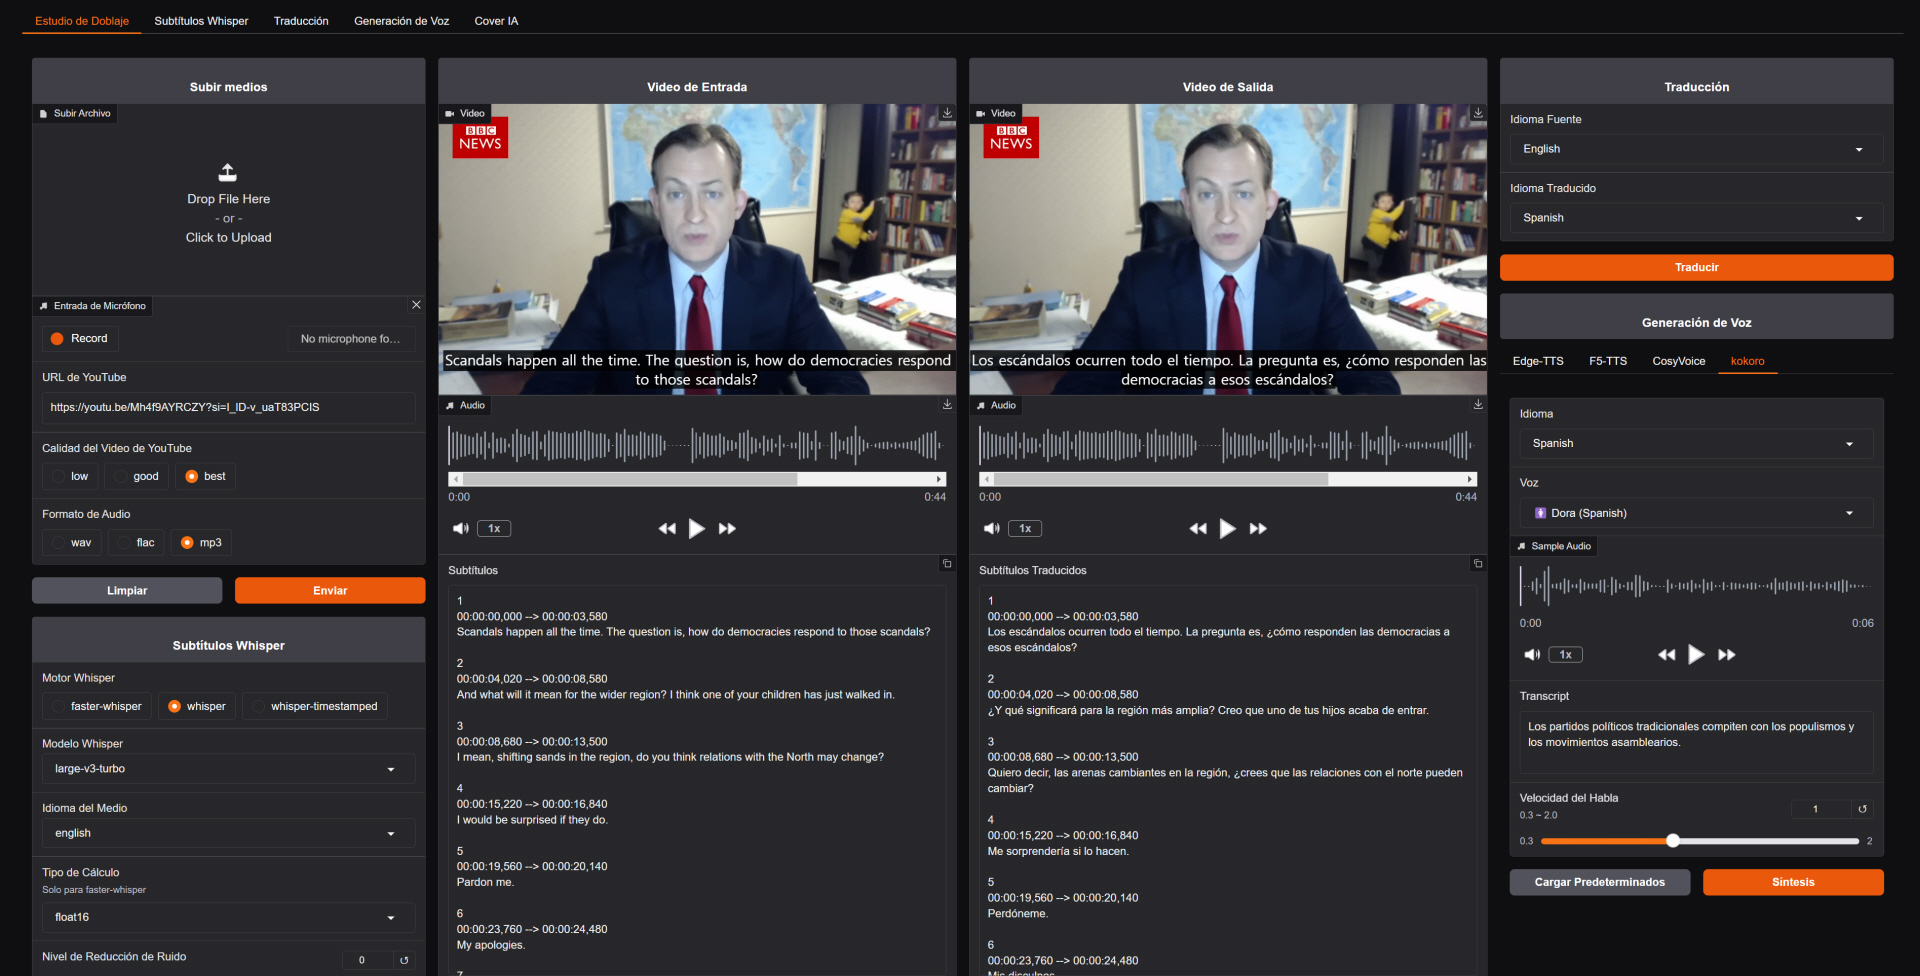 Estudio de Doblaje
Subtítulos Whisper
Traducción
Generación de Voz
Cover IA
Subir medios
Subir Archivo
Drop File Here
- or -
Click to Upload
Entrada de Micrófono
Record
No microphone fo...
URL de YouTube
https://youtu.be/Mh4f9AYRCZY?si=I_ID-v_uaT83PCIS
Calidad del Video de YouTube
low
good
best
Formato de Audio
wav
flac
mp3
Limpiar
Enviar
Subtítulos Whisper
Motor Whisper
faster-whisper
whisper
whisper-timestamped
Modelo Whisper
large-v3-turbo
Idioma del Medio
english
Tipo de Cálculo
Solo para faster-whisper
float16
Nivel de Reducción de Ruido
0
Video de Entrada
Video
BBC
NEWS
Scandals happen all the time. The question is, how do democracies respond
to those scandals?
Audio
0:00
0:44
1x
Subtítulos
1
00:00:00,000 --> 00:00:03,580
Scandals happen all the time. The question is, how do democracies respond to those scandals?
2
00:00:04,020 --> 00:00:08,580
And what will it mean for the wider region? I think one of your children has just walked in.
3
00:00:08,680 --> 00:00:13,500
I mean, shifting sands in the region, do you think relations with the North may change?
4
00:00:15,220 --> 00:00:16,840
I would be surprised if they do.
5
00:00:19,560 --> 00:00:20,140
Pardon me.
6
00:00:23,760 --> 00:00:24,480
My apologies.
7
Video de Salida
Video
BBC
NEWS
Los escándalos ocurren todo el tiempo. La pregunta es, ¿cómo responden las
democracias a esos escándalos?
Audio
0:00
0:44
1x
Subtítulos Traducidos
1
00:00:00,000 --> 00:00:03,580
Los escándalos ocurren todo el tiempo. La pregunta es, ¿cómo responden las democracias a
esos escándalos?
2
00:00:04,020 --> 00:00:08,580
¿Y qué significará para la región más amplia? Creo que uno de tus hijos acaba de entrar.
3
00:00:08,680 --> 00:00:13,500
Quiero decir, las arenas cambiantes en la región, ¿crees que las relaciones con el norte pueden
cambiar?
4
00:00:15,220 --> 00:00:16,840
Me sorprendería si lo hacen.
5
00:00:19,560 --> 00:00:20,140
Perdóneme.
6
00:00:23,760 --> 00:00:24,480
Mis disculpas.
Traducción
Idioma Fuente
English
Idioma Traducido
Spanish
Traducir
Generación de Voz
Edge-TTS
F5-TTS
CosyVoice
kokoro
Idioma
Spanish
Voz
Dora (Spanish)
Sample Audio
0:00
0:06
1x
Transcript
Los partidos políticos tradicionales compiten con los populismos y
los movimientos asamblearios.
Velocidad del Habla
0.3 ~ 2.0
1
0.3
2
Cargar Predeterminados
Síntesis